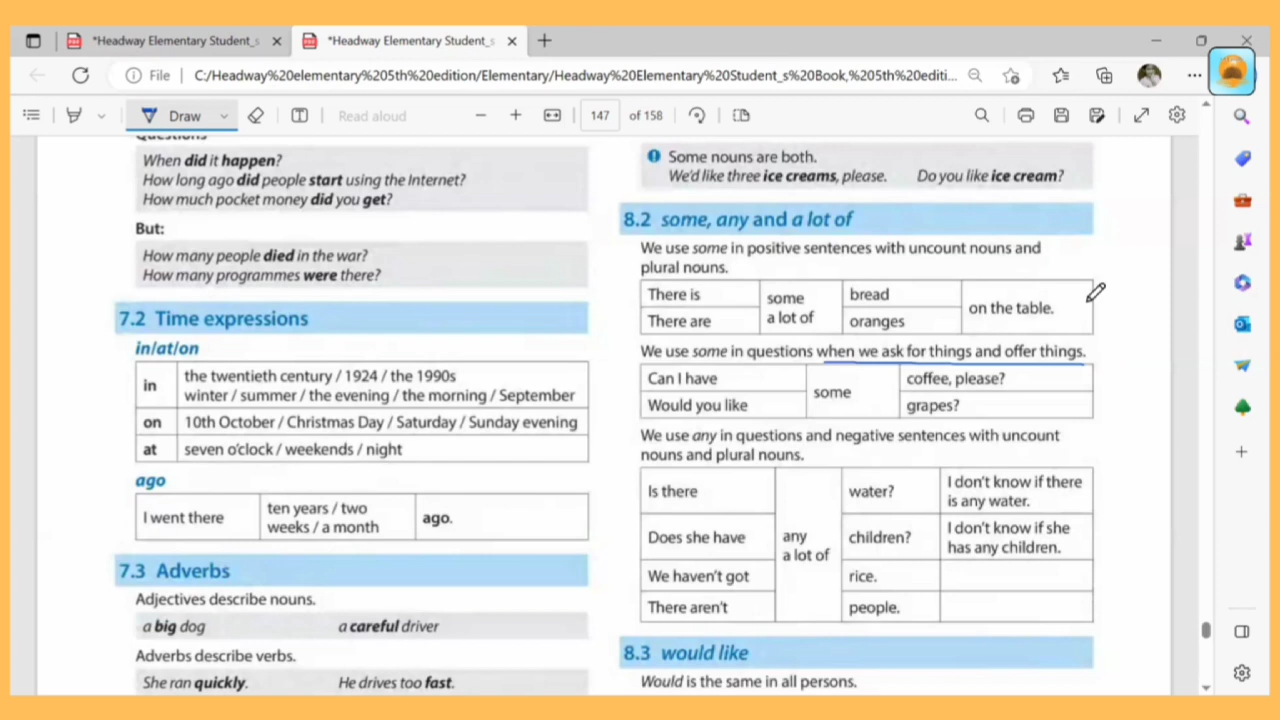 *Headway Elementary Student_s
*Headway Elementary Student_s
File
C:/Headway%20elementary%205th%20edition/Elementary/Headway%20Elementary%20Student_s%20Book,%205th%20editi...
Draw
Read aloud
147
of 158
Questions
When did it happen?
How long ago did people start using the Internet?
How much pocket money did you get?
But:
How many people died in the war?
How many programmes were there?
7.2 Time expressions
in/at/on
in
the twentieth century / 1924 / the 1990s
winter / summer / the evening / the morning / September
on
10th October / Christmas Day / Saturday / Sunday evening
at
seven o'clock / weekends / night
ago
I went there
ten years / two
weeks / a month
ago.
7.3 Adverbs
Adjectives describe nouns.
a big dog
a careful driver
Adverbs describe verbs.
She ran quickly.
He drives too fast.
Some nouns are both.
We'd like three ice creams, please.
Do you like ice cream?
8.2 some, any and a lot of
We use some in positive sentences with uncount nouns and
plural nouns.
There is
There are
some
a lot of
bread
oranges
on the table.
We use some in questions when we ask for things and offer things.
Can I have
Would you like
some
coffee, please?
grapes?
We use any in questions and negative sentences with uncount
nouns and plural nouns.
Is there
Does she have
We haven't got
There aren't
any
a lot of
water?
children?
rice.
people.
I don't know if there
is any water.
I don't know if she
has any children.
8.3 would like
Would is the same in all persons.